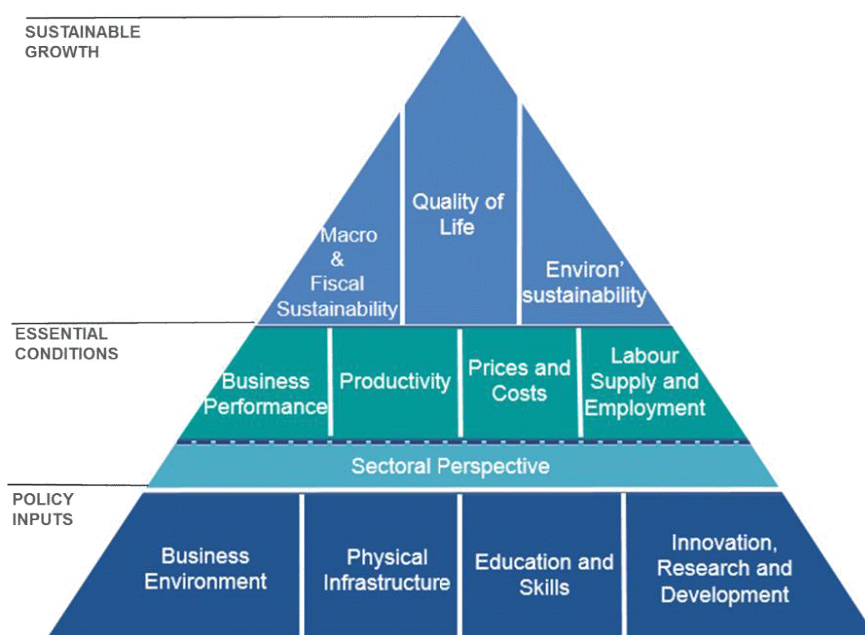 SUSTAINABLE
GROWTH
Quality of
Life
Macro
&
Fiscal
Sustainability
Environ'
sustainability
ESSENTIAL
CONDITIONS
Business
Performance
Productivity
Prices and
Costs
Labour
Supply and
Employment
Sectoral Perspective
POLICY
INPUTS
Business
Environment
Physical
Infrastructure
Education and
Skills
Innovation,
Research and
Development